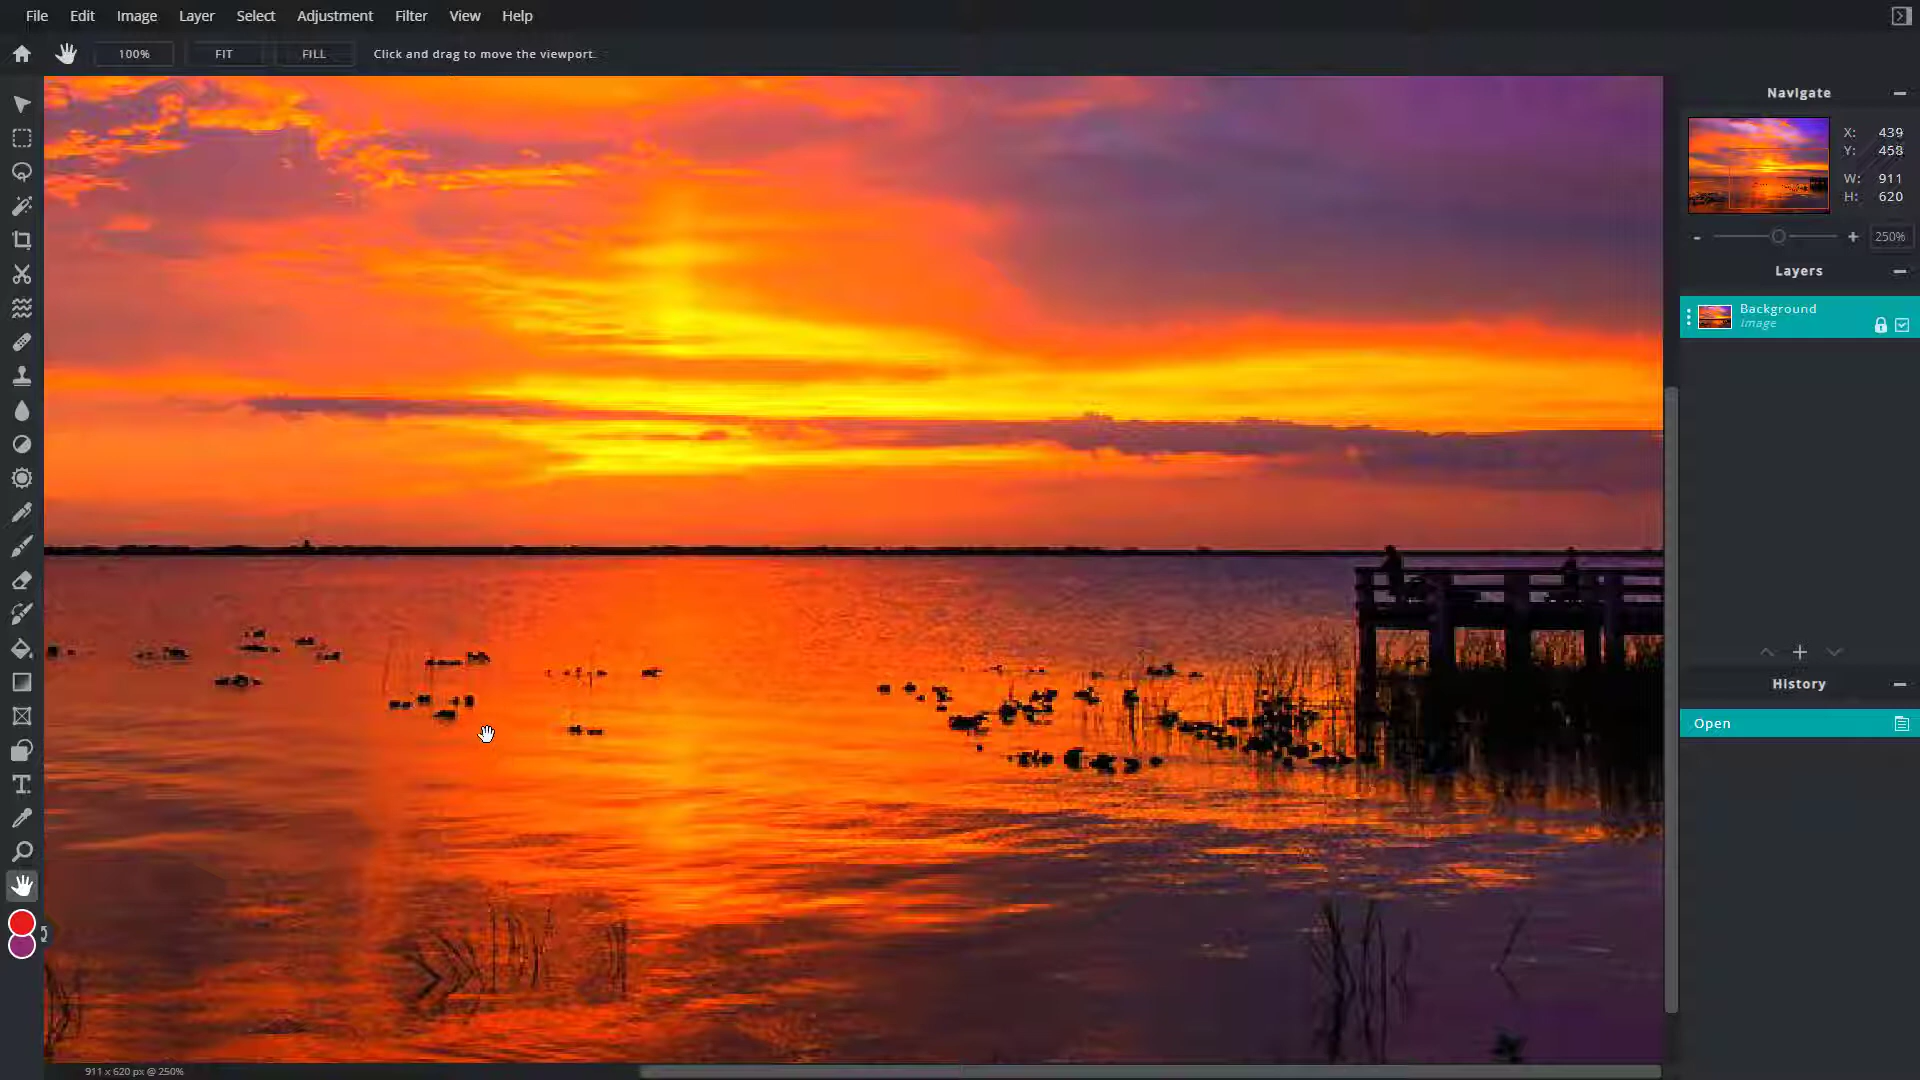 File Edit Image Layer Select Adjustment Filter View Help
100% FIT FILL Click and drag to move the viewport.
Navigate
X: 439
Y: 458
W: 911
H: 620
- + 250%
Layers
Background
Image
History
Open
T
911 x 620 px @ 250%